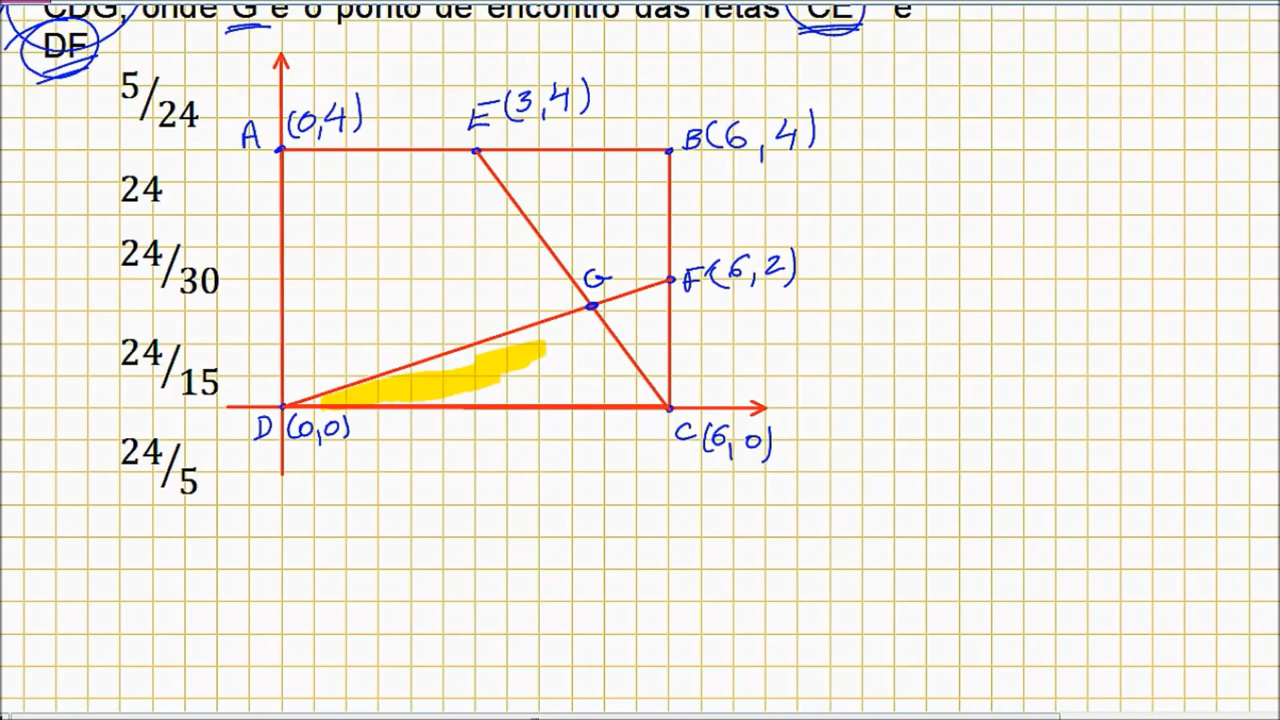 CDG, onde G é o ponto de encontro das retas CE e
DF
5/24
A (0,4)
E(3,4)
B(6,4)
24
24/30
G
F(6,2)
24/15
D (0,0)
C(6,0)
24/5